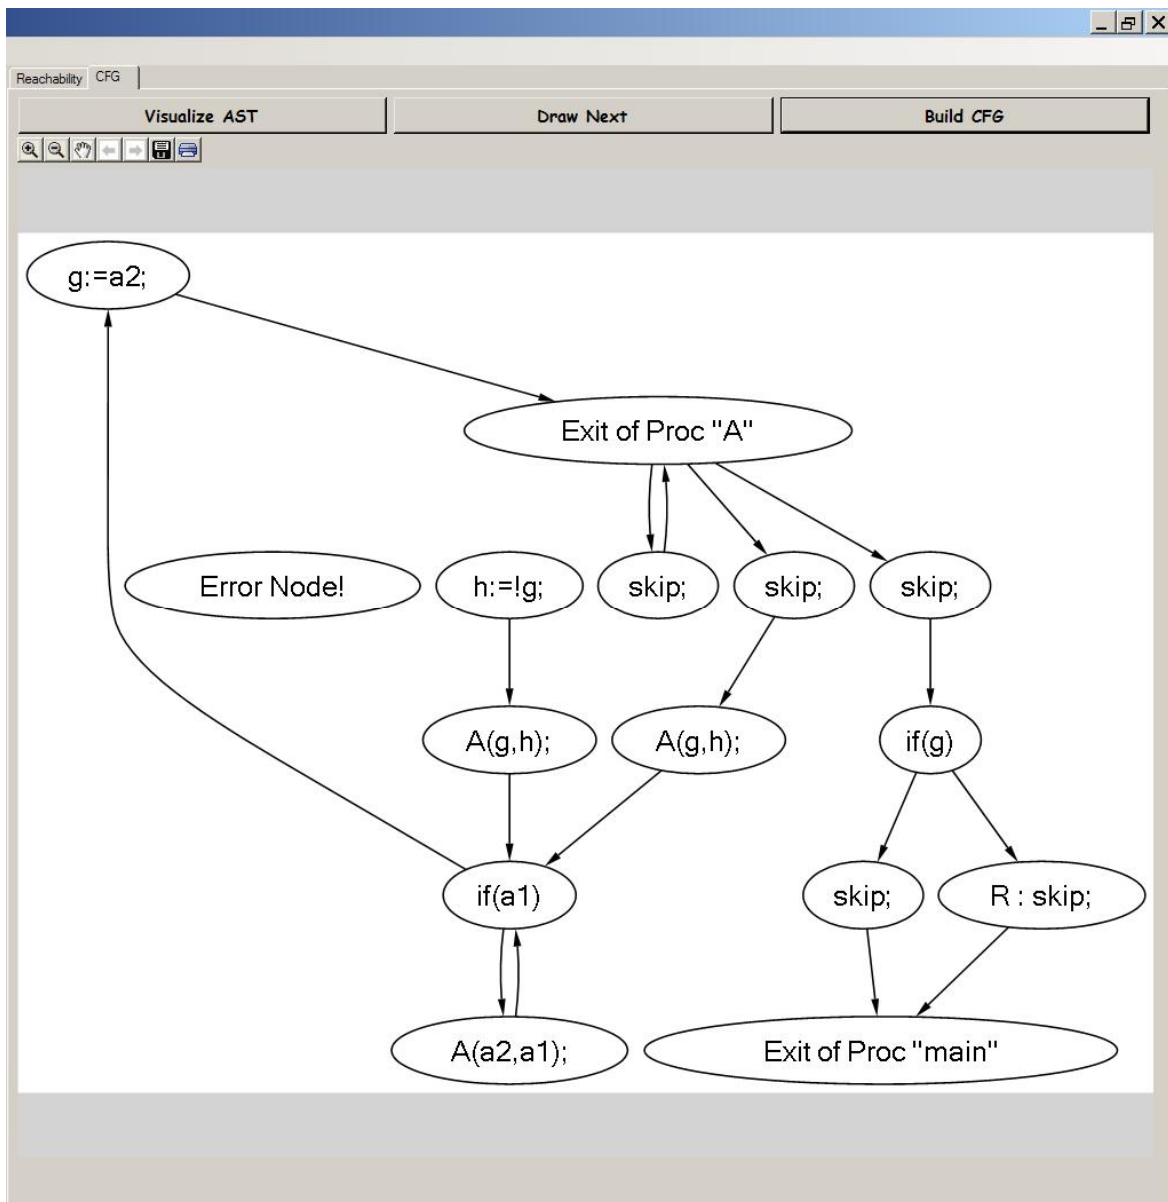 Reachability CFG
Visualize AST Draw Next Build CFG
g:=a2;
Exit of Proc "A"
Error Node! h:=!g; skip; skip; skip;
A(g,h); A(g,h); if(g)
if(a1) skip; R : skip;
A(a2,a1); Exit of Proc "main"